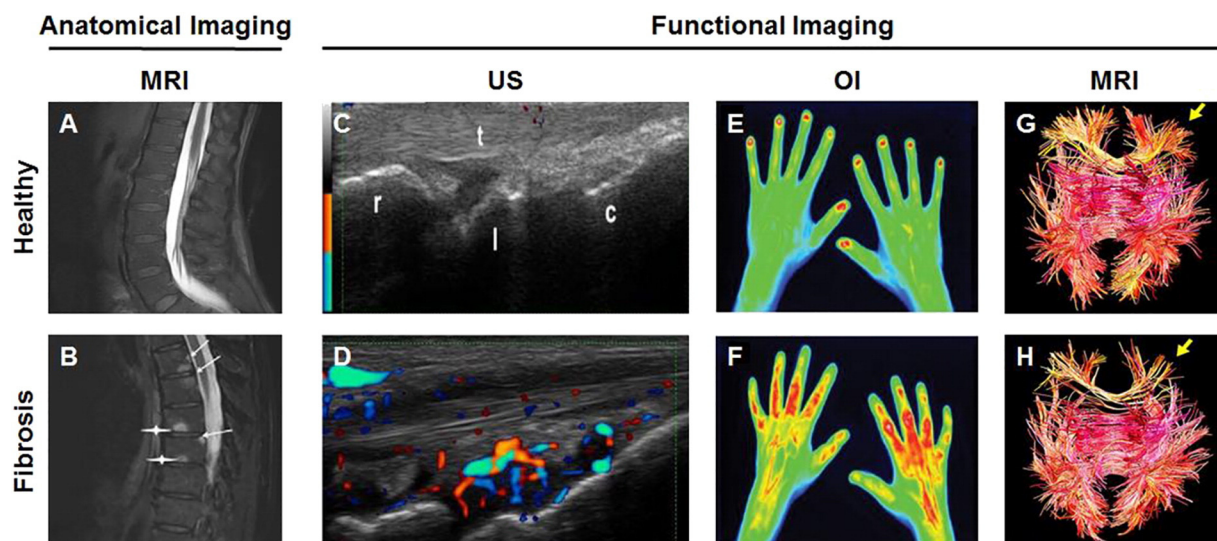 Anatomical Imaging
Functional Imaging
MRI
US
OI
MRI
Healthy
A
C
t
r
l
c
E
G
Fibrosis
B
D
F
H